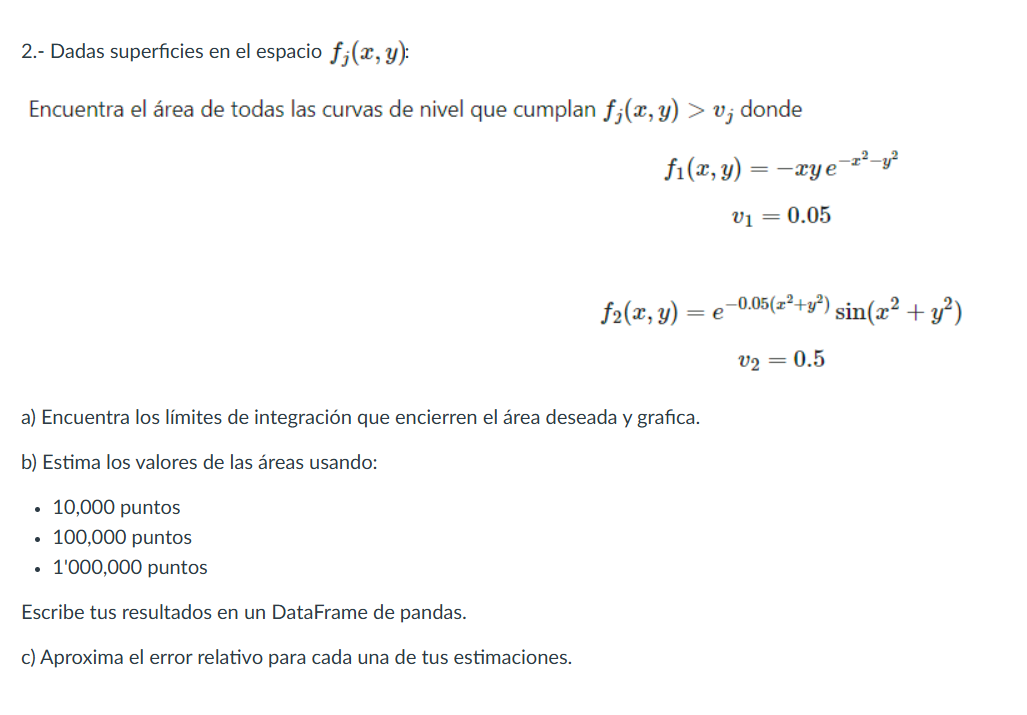 2.- Dadas superficies en el espacio f_j(x, y):
Encuentra el área de todas las curvas de nivel que cumplan f_j(x, y) > v_j donde
f_1(x, y) = −xye^{−x^2−y^2}
v_1 = 0.05
f_2(x, y) = e^{−0.05(x^2+y^2)} sin(x^2 + y^2)
v_2 = 0.5
a) Encuentra los límites de integración que encierren el área deseada y grafica.
b) Estima los valores de las áreas usando:
• 10,000 puntos
• 100,000 puntos
• 1'000,000 puntos
Escribe tus resultados en un DataFrame de pandas.
c) Aproxima el error relativo para cada una de tus estimaciones.